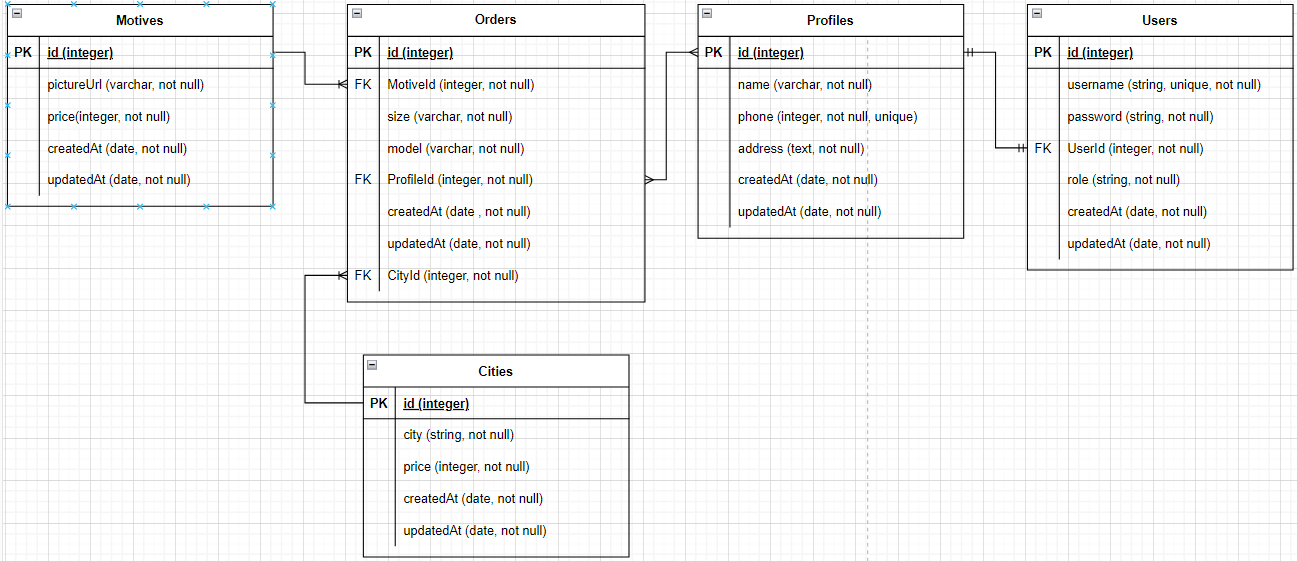 Motives
PK id (integer)
pictureUrl (varchar, not null)
price(integer, not null)
createdAt (date, not null)
updatedAt (date, not null)
Orders
PK id (integer)
FK MotiveId (integer, not null)
size (varchar, not null)
model (varchar, not null)
FK ProfileId (integer, not null)
createdAt (date , not null)
updatedAt (date, not null)
FK CityId (integer, not null)
Profiles
PK id (integer)
name (varchar, not null)
phone (integer, not null, unique)
address (text, not null)
createdAt (date, not null)
updatedAt (date, not null)
Users
PK id (integer)
username (string, unique, not null)
password (string, not null)
FK UserId (integer, not null)
role (string, not null)
createdAt (date, not null)
updatedAt (date, not null)
Cities
PK id (integer)
city (string, not null)
price (integer, not null)
createdAt (date, not null)
updatedAt (date, not null)